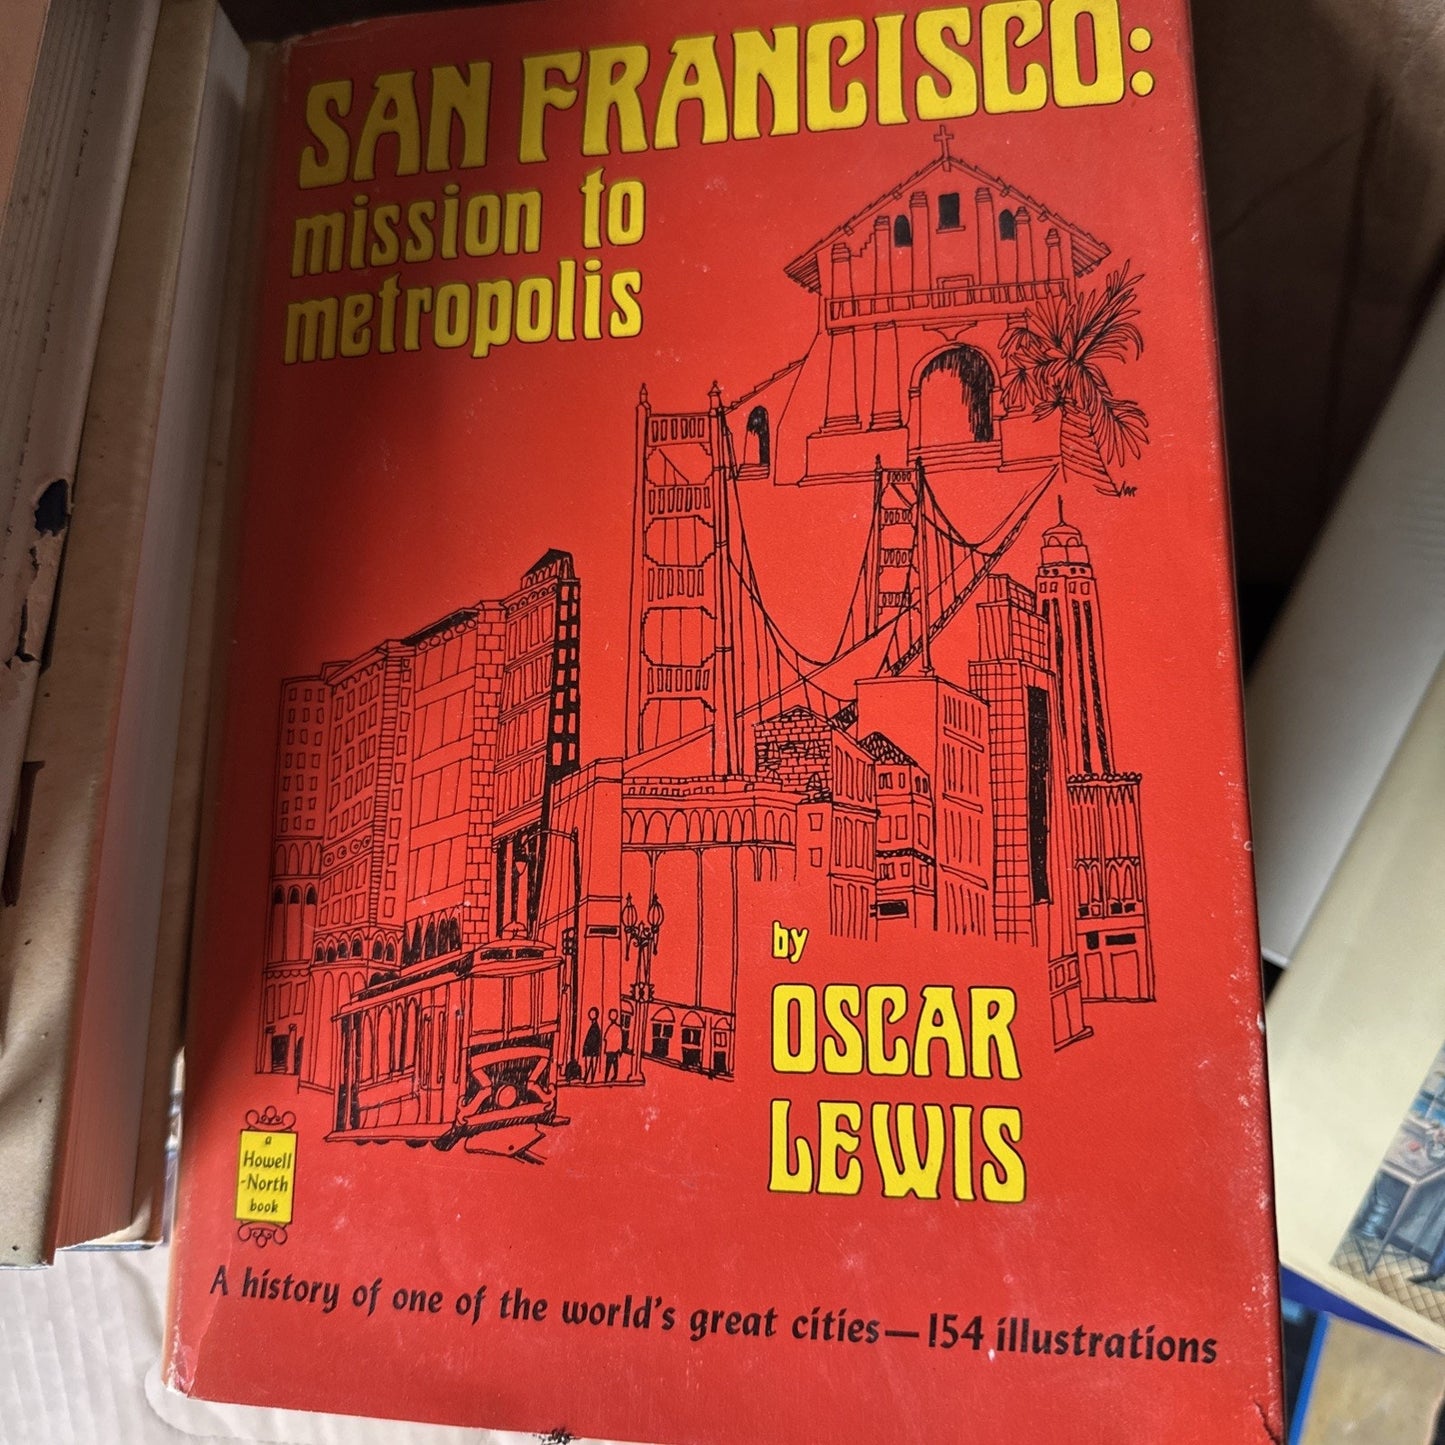 SAN FRANCISCO:
mission to
metropolis
by
OSCAR
LEWIS
a
Howell
-North
book
A history of one of the world's great cities—154 illustrations